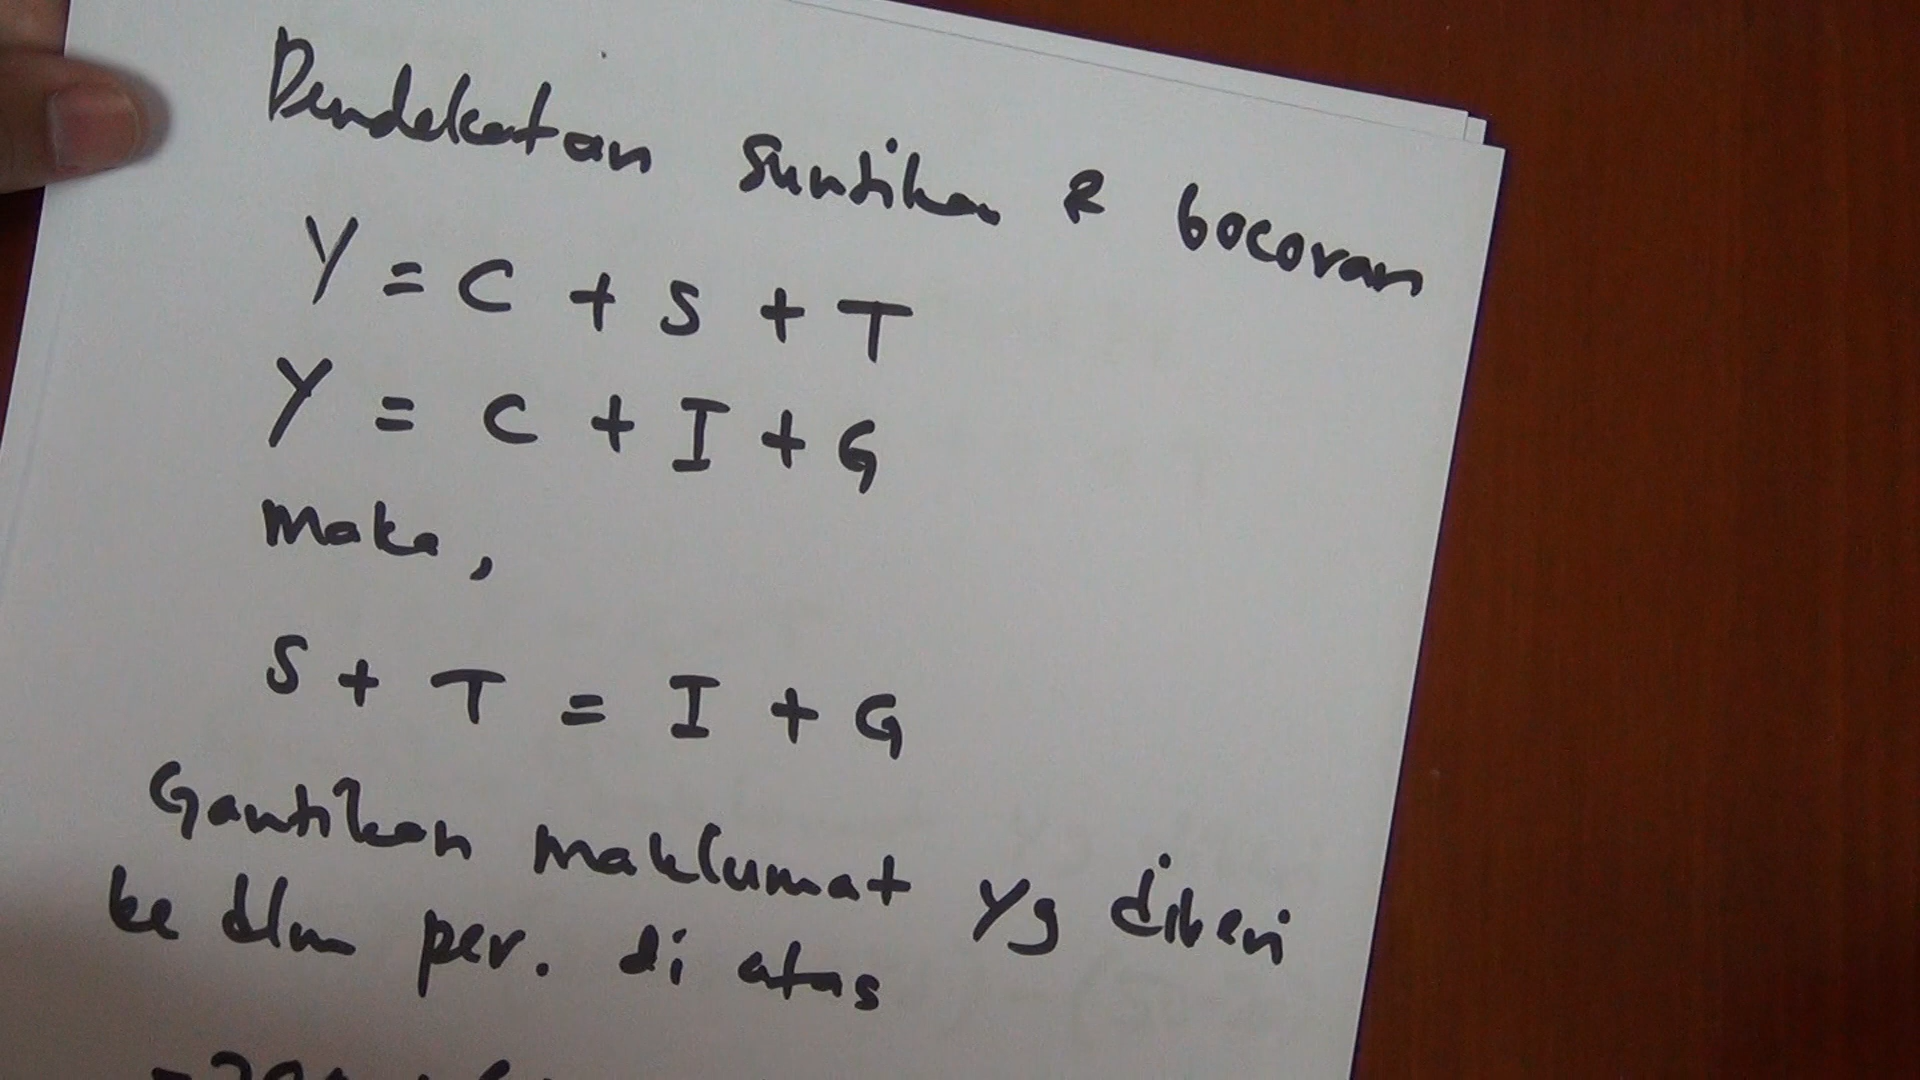 Pendekatan Suntikan & bocoran
Y = C + S + T
Y = C + I + G
Maka,
S + T = I + G
Gantikan maklumat yg diberi
ke dlm per. di atas